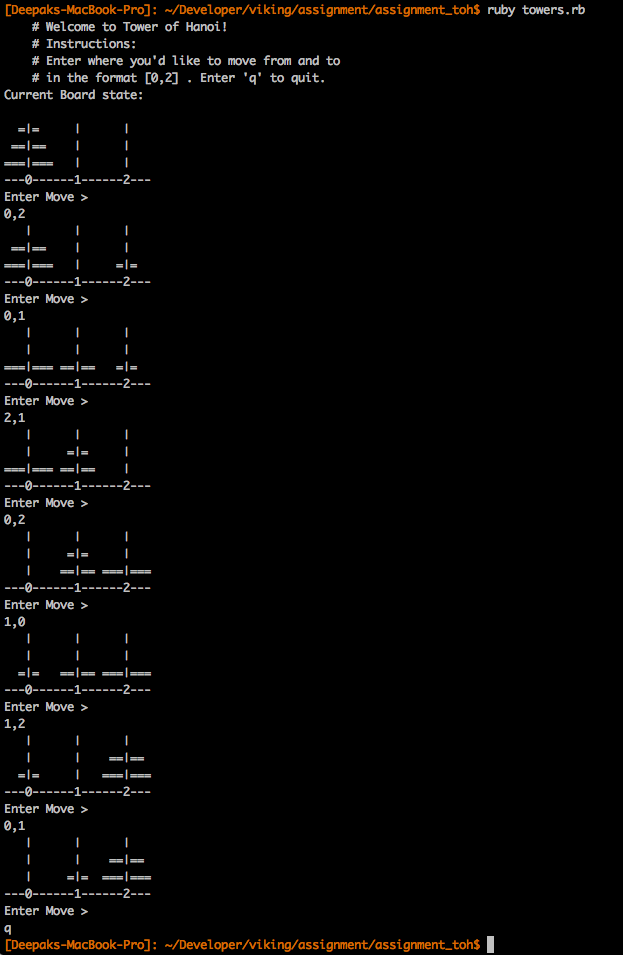 [Deepaks-MacBook-Pro]: ~/Developer/viking/assignment/assignment_toh$ ruby towers.rb
    # Welcome to Tower of Hanoi!
    # Instructions:
    # Enter where you'd like to move from and to
    # in the format [0,2] . Enter 'q' to quit.
Current Board state:

  =|=     |      |
 ==|==    |      |
===|===   |      |
---0------1------2---
Enter Move >
0,2
   |      |      |
 ==|==    |      |
===|===   |     =|=
---0------1------2---
Enter Move >
0,1
   |      |      |
   |      |      |
===|=== ==|==   =|=
---0------1------2---
Enter Move >
2,1
   |      |      |
   |     =|=     |
===|=== ==|==    |
---0------1------2---
Enter Move >
0,2
   |      |      |
   |     =|=     |
   |    ==|== ===|===
---0------1------2---
Enter Move >
1,0
   |      |      |
   |      |      |
  =|=   ==|== ===|===
---0------1------2---
Enter Move >
1,2
   |      |      |
   |      |    ==|==
  =|=     |   ===|===
---0------1------2---
Enter Move >
0,1
   |      |      |
   |      |    ==|==
   |     =|=  ===|===
---0------1------2---
Enter Move >
q
[Deepaks-MacBook-Pro]: ~/Developer/viking/assignment/assignment_toh$